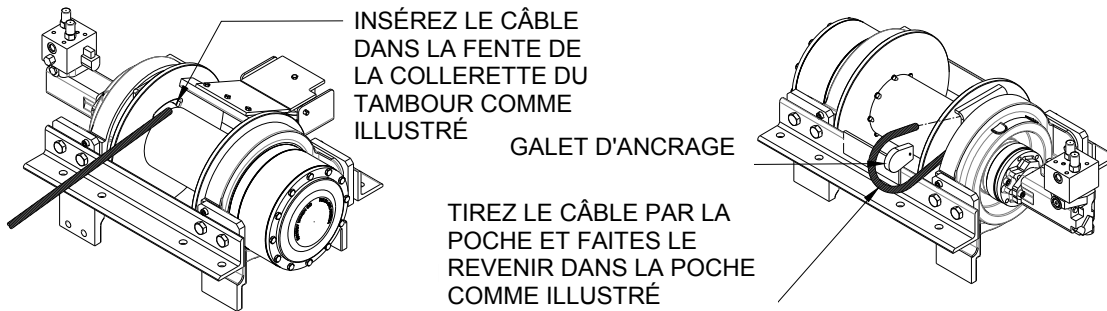 INSÉREZ LE CÂBLE
DANS LA FENTE DE
LA COLLERETTE DU
TAMBOUR COMME
ILLUSTRÉ
GALET D'ANCRAGE
TIREZ LE CÂBLE PAR LA
POCHE ET FAITES LE
REVENIR DANS LA POCHE
COMME ILLUSTRÉ